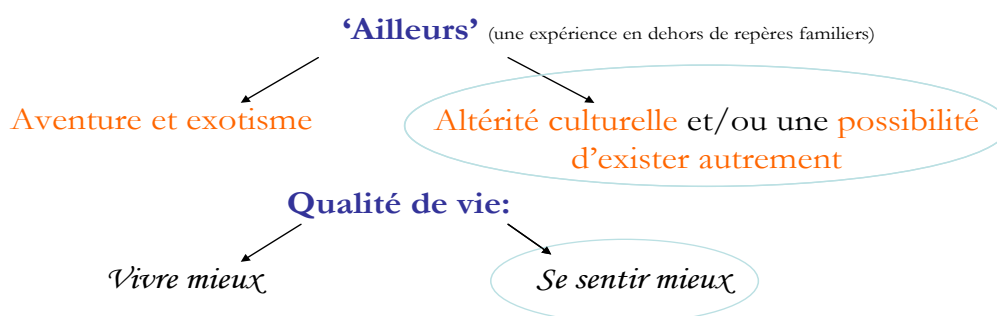 ‘Ailleurs’ (une expérience en dehors de repères familiers)
Aventure et exotisme
Altérité culturelle et/ou une possibilité
d’exister autrement
Qualité de vie:
Vivre mieux
Se sentir mieux